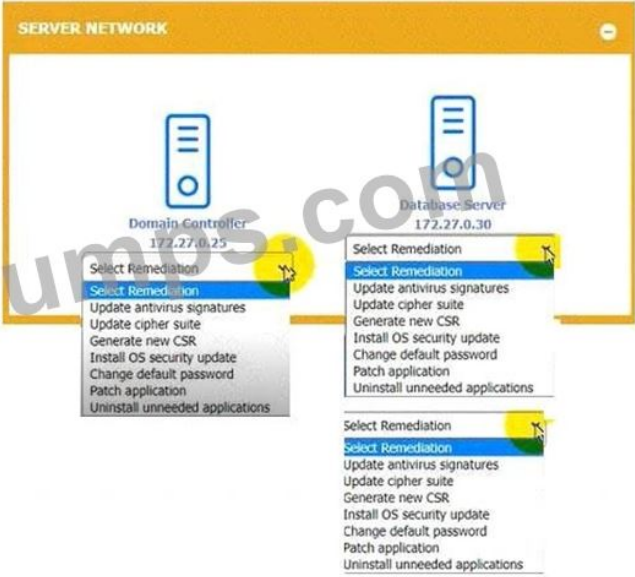 SERVER NETWORK
Domain Controller
172.27.0.25
Select Remediation
Select Remediation
Update antivirus signatures
Update cipher suite
Generate new CSR
Install OS security update
Change default password
Patch application
Uninstall unneeded applications
Database Server
172.27.0.30
Select Remediation
Select Remediation
Update antivirus signatures
Update cipher suite
Generate new CSR
Install OS security update
Change default password
Patch application
Uninstall unneeded applications
Select Remediation
Select Remediation
Update antivirus signatures
Update cipher suite
Generate new CSR
Install OS security update
Change default password
Patch application
Uninstall unneeded applications
umps.com